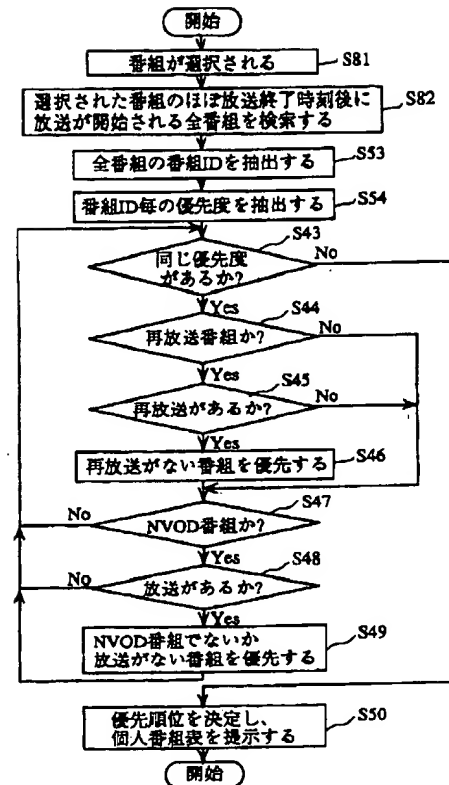 開始
番組が選択される
S81
選択された番組のほぼ放送終了時刻後に
放送が開始される全番組を検索する
S82
全番組の番組IDを抽出する
S53
番組ID毎の優先度を抽出する
S54
同じ優先度
があるか?
S43
No
Yes
再放送番組か?
S44
No
Yes
再放送があるか?
S45
No
Yes
再放送がない番組を優先する
S46
NVOD番組か?
S47
No
Yes
放送があるか?
S48
No
Yes
NVOD番組でないか
放送がない番組を優先する
S49
優先順位を決定し、
個人番組表を提示する
S50
開始